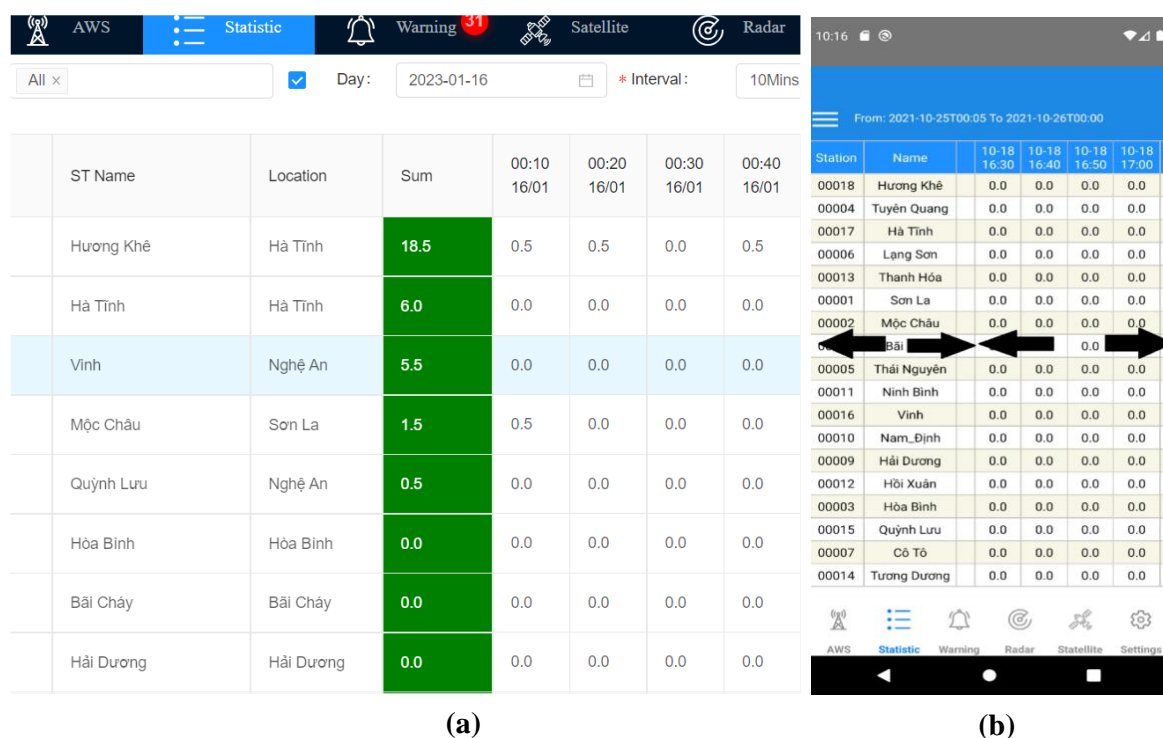 AWS Statistic Warning 31 Satellite Radar
All × Day: 2023-01-16 * Interval: 10Mins
ST Name Location Sum 00:10 16/01 00:20 16/01 00:30 16/01 00:40 16/01
Hương Khê Hà Tĩnh 18.5 0.5 0.5 0.0 0.5
Hà Tĩnh Hà Tĩnh 6.0 0.0 0.0 0.0 0.0
Vinh Nghệ An 5.5 0.0 0.0 0.0 0.0
Mộc Châu Sơn La 1.5 0.5 0.0 0.0 0.0
Quỳnh Lưu Nghệ An 0.5 0.0 0.0 0.0 0.0
Hòa Bình Hòa Bình 0.0 0.0 0.0 0.0 0.0
Bãi Cháy Bãi Cháy 0.0 0.0 0.0 0.0 0.0
Hải Dương Hải Dương 0.0 0.0 0.0 0.0 0.0
(a)
10:16
From: 2021-10-25T00:05 To 2021-10-26T00:00
Station Name 10-18 16:30 10-18 16:40 10-18 16:50 10-18 17:00
00018 Hương Khê 0.0 0.0 0.0 0.0
00004 Tuyên Quang 0.0 0.0 0.0 0.0
00017 Hà Tĩnh 0.0 0.0 0.0 0.0
00006 Lạng Sơn 0.0 0.0 0.0 0.0
00013 Thanh Hóa 0.0 0.0 0.0 0.0
00001 Sơn La 0.0 0.0 0.0 0.0
00002 Mộc Châu 0.0 0.0 0.0 0.0
Bãi 0.0
00005 Thái Nguyên 0.0 0.0 0.0 0.0
00011 Ninh Bình 0.0 0.0 0.0 0.0
00016 Vinh 0.0 0.0 0.0 0.0
00010 Nam_Định 0.0 0.0 0.0 0.0
00009 Hải Dương 0.0 0.0 0.0 0.0
00012 Hồi Xuân 0.0 0.0 0.0 0.0
00003 Hòa Bình 0.0 0.0 0.0 0.0
00015 Quỳnh Lưu 0.0 0.0 0.0 0.0
00007 Cô Tô 0.0 0.0 0.0 0.0
00014 Tương Dương 0.0 0.0 0.0 0.0
AWS Statistic Warning Radar Statellite Settings
(b)